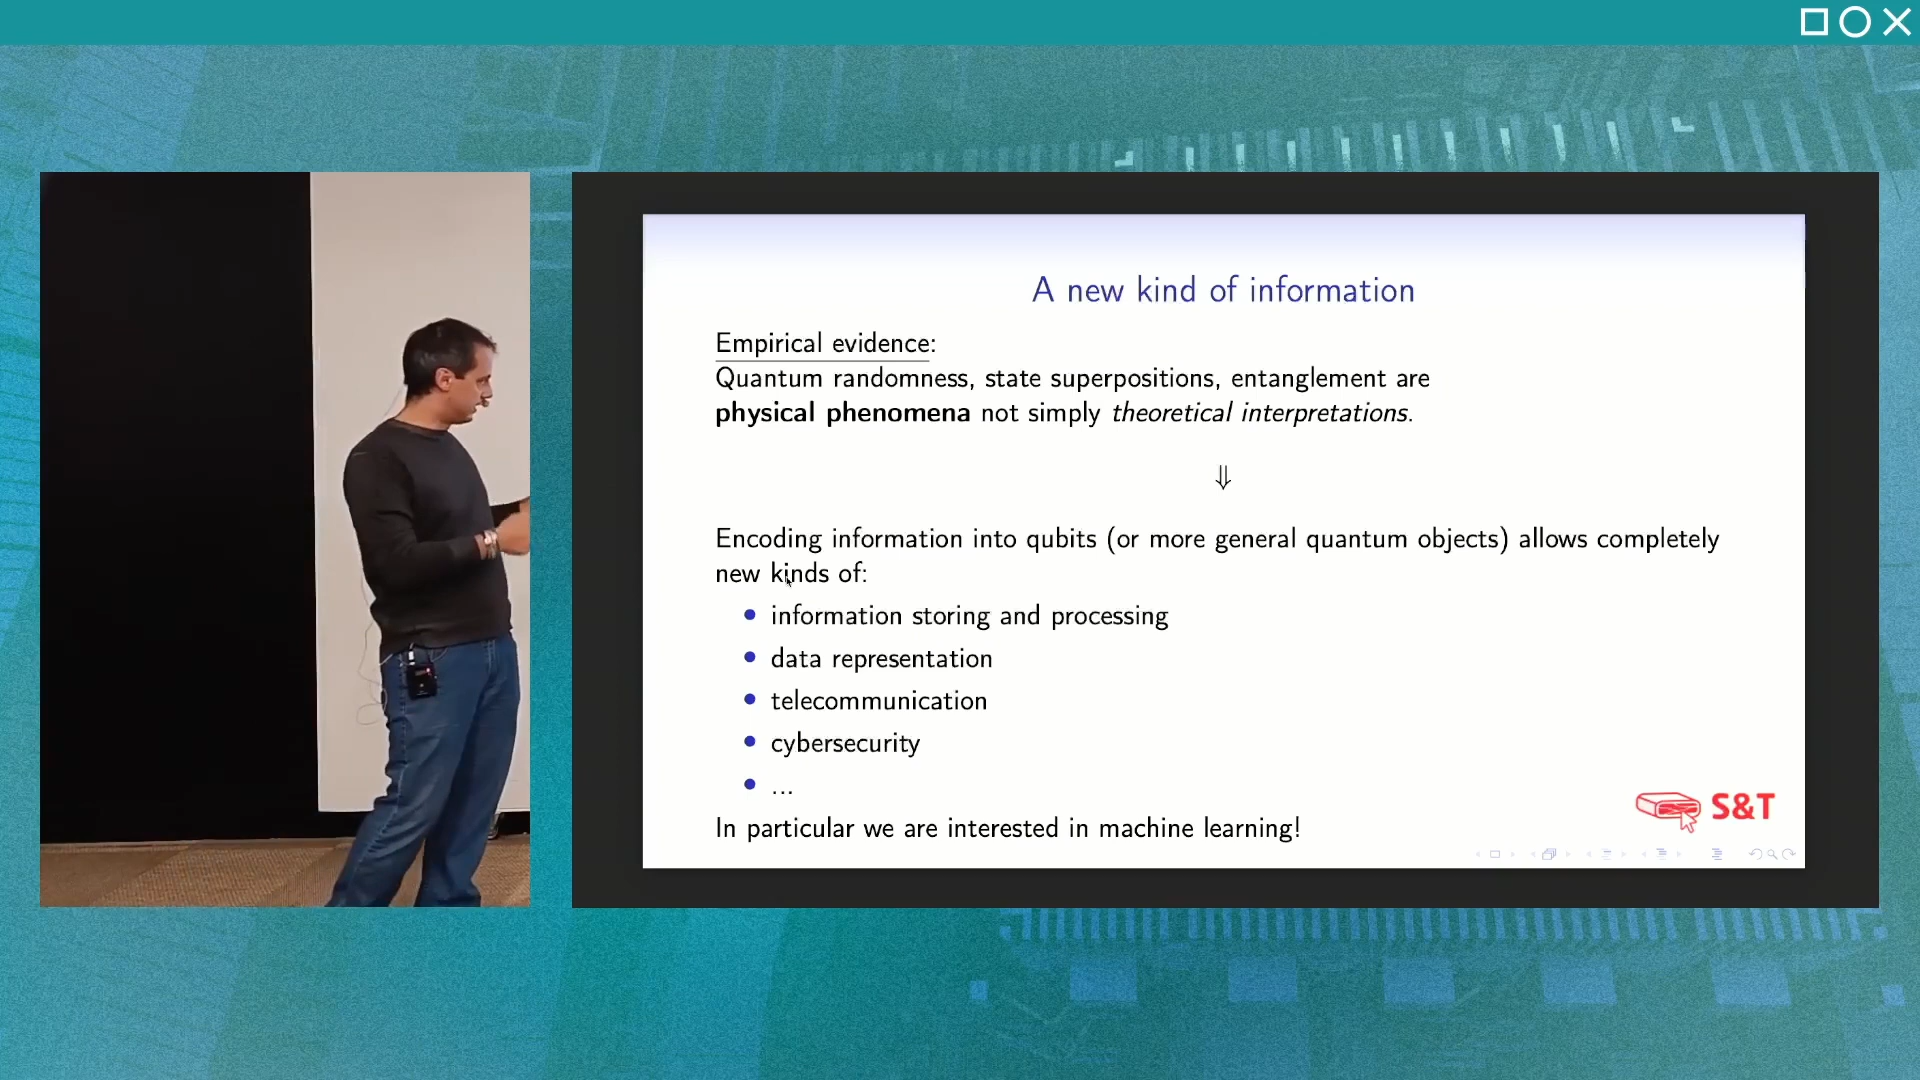 A new kind of information
Empirical evidence:
Quantum randomness, state superpositions, entanglement are
physical phenomena not simply theoretical interpretations.
⇓
Encoding information into qubits (or more general quantum objects) allows completely
new kinds of:
• information storing and processing
• data representation
• telecommunication
• cybersecurity
• ...
In particular we are interested in machine learning!
S&T